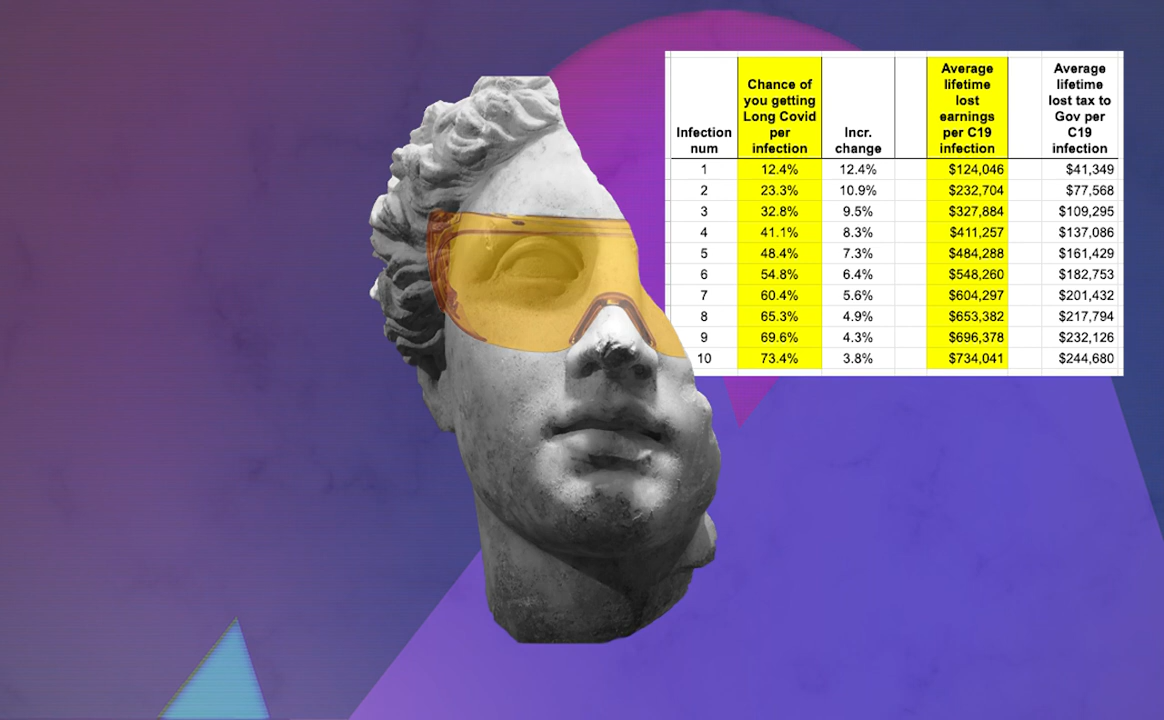 Infection num | Chance of you getting Long Covid per infection | Incr. change | Average lifetime lost earnings per C19 infection | Average lifetime lost tax to Gov per C19 infection
1 12.4% 12.4% $124,046 $41,349
2 23.3% 10.9% $232,704 $77,568
3 32.8% 9.5% $327,884 $109,295
4 41.1% 8.3% $411,257 $137,086
5 48.4% 7.3% $484,288 $161,429
6 54.8% 6.4% $548,260 $182,753
7 60.4% 5.6% $604,297 $201,432
8 65.3% 4.9% $653,382 $217,794
9 69.6% 4.3% $696,378 $232,126
10 73.4% 3.8% $734,041 $244,680